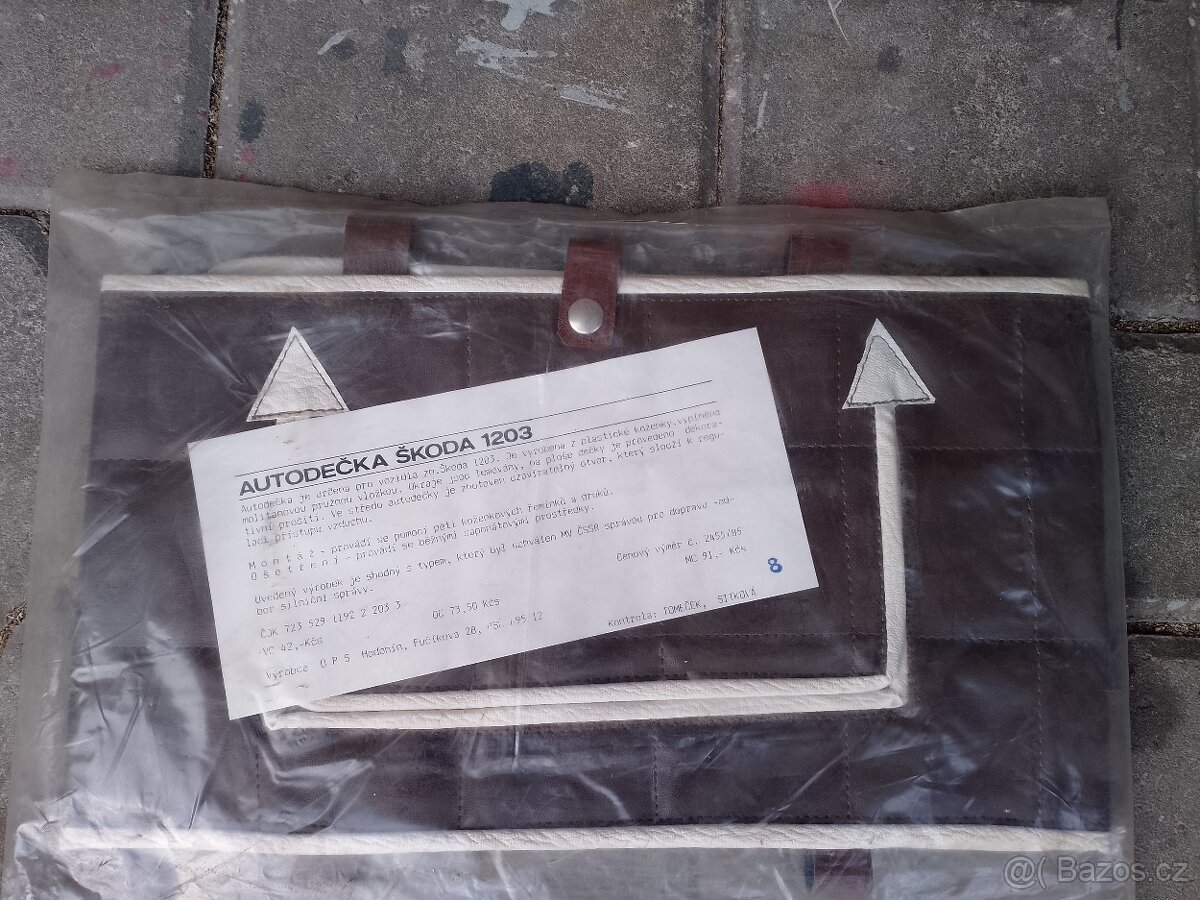 AUTODEČKA ŠKODA 1203
Autodečka je určena pro vozidla zn.Škoda 1203. Je vyrobena z plastické koženky,vyplněna
molitanovou pružnou vložkou. Okraje jsou lemovány, na ploše dečky je provedeno dekora-
tivní prošití. Ve středu autodečky je zhotoven uzavíratelný otvor, který slouží k regu-
laci přístupu vzduchu.
Montáž - provádí se pomocí pěti koženkových řemínků a druků.
Ošetření - provádí se běžnými saponátovými prostředky.
Uvedený výrobek je shodný s typem, který byl schválen MV ČSSR správou pro dopravu -od-
bor silniční správy.
Cenový výměr č. 2455/95
ČJK 723 529 1192 2 203 3 OC 73,50 Kčs MC 91,- Kčs
VC 42,-Kčs 8
Výrobce O P S Hodonín, Fučíkova 28, 695 12 Kontrola: TOMEČEK, SITKOVÁ
@( Bazos.cz